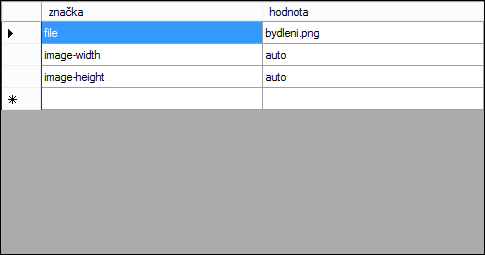 značka hodnota
file bydleni.png
image-width auto
image-height auto